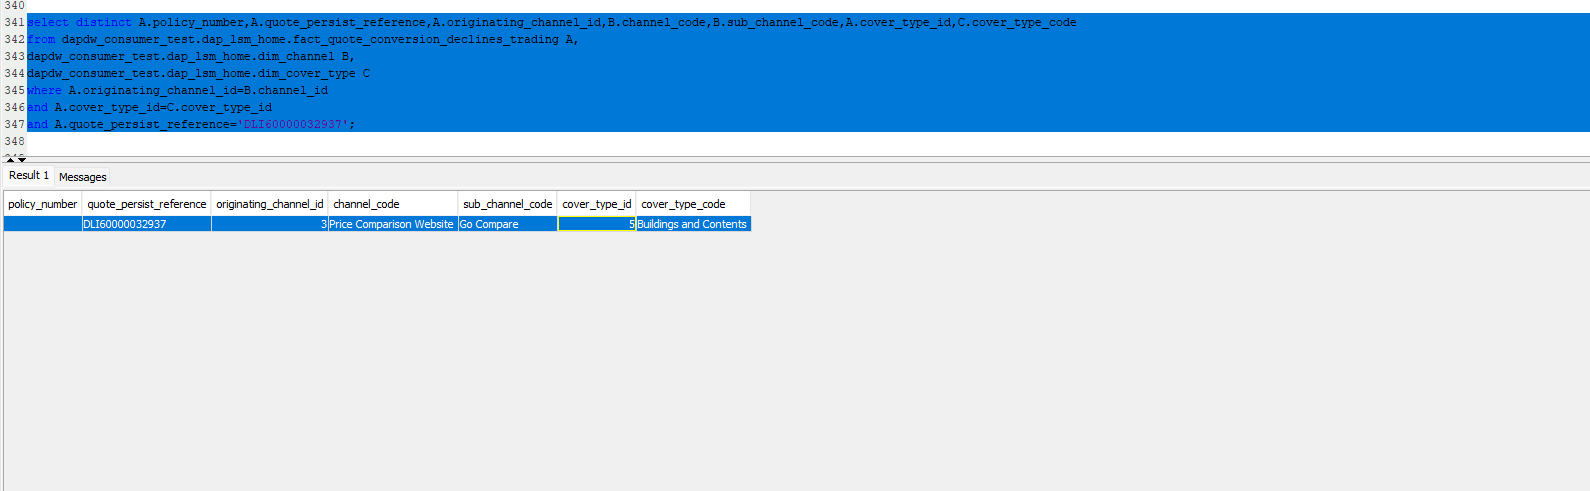 340
341 select distinct A.policy_number,A.quote_persist_reference,A.originating_channel_id,B.channel_code,B.sub_channel_code,A.cover_type_id,C.cover_type_code
342 from dapdw_consumer_test.dap_lsm_home.fact_quote_conversion_declines_trading A,
343 dapdw_consumer_test.dap_lsm_home.dim_channel B,
344 dapdw_consumer_test.dap_lsm_home.dim_cover_type C
345 where A.originating_channel_id=B.channel_id
346 and A.cover_type_id=C.cover_type_id
347 and A.quote_persist_reference='DLI60000032937';
348
Result 1 Messages
policy_number quote_persist_reference originating_channel_id channel_code sub_channel_code cover_type_id cover_type_code
DLI60000032937 3 Price Comparison Website Go Compare 5 Buildings and Contents